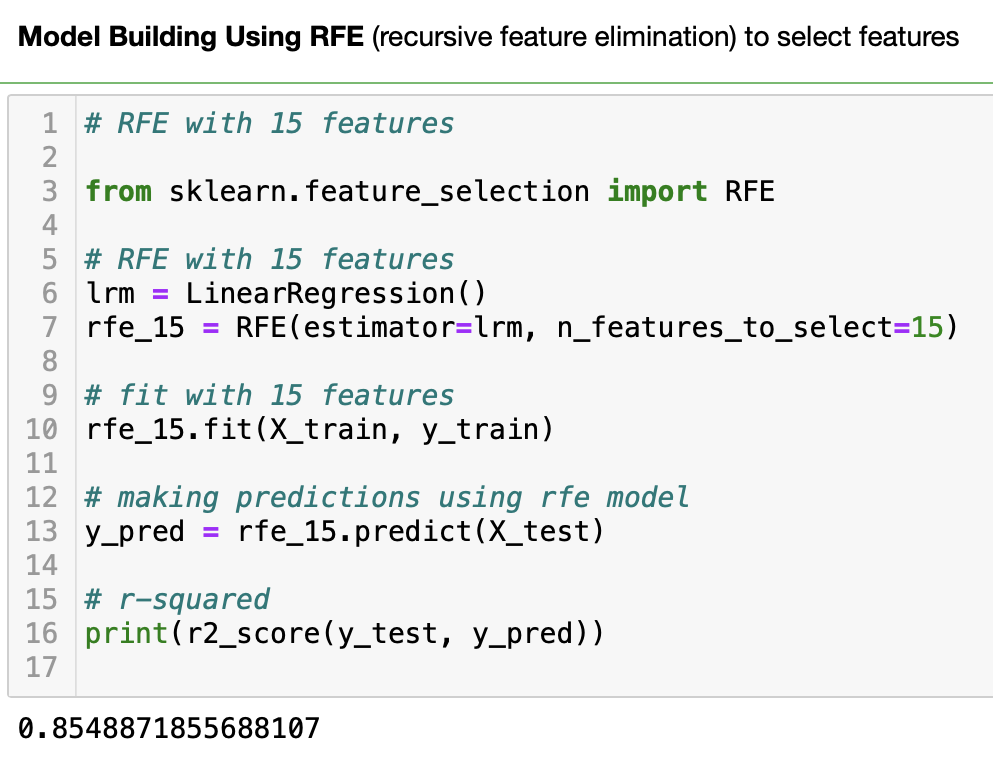 Model Building Using RFE (recursive feature elimination) to select features
1 # RFE with 15 features
2
3 from sklearn.feature_selection import RFE
4
5 # RFE with 15 features
6 lrm = LinearRegression()
7 rfe_15 = RFE(estimator=lrm, n_features_to_select=15)
8
9 # fit with 15 features
10 rfe_15.fit(X_train, y_train)
11
12 # making predictions using rfe model
13 y_pred = rfe_15.predict(X_test)
14
15 # r-squared
16 print(r2_score(y_test, y_pred))
17
0.8548871855688107